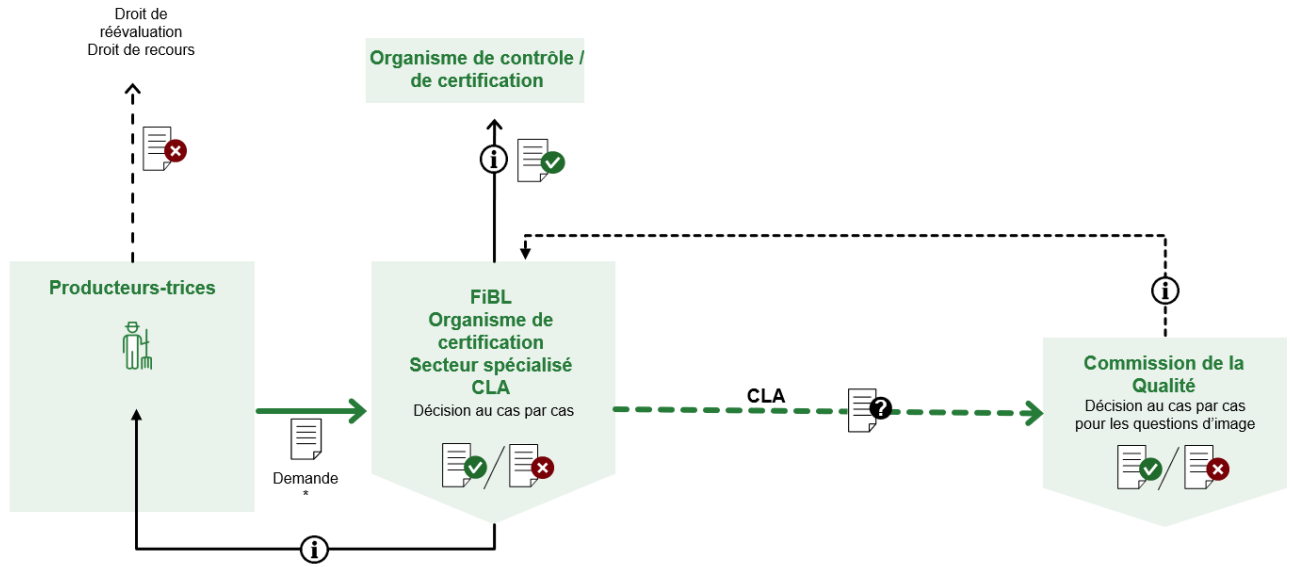 Droit de
réévaluation
Droit de recours
Organisme de contrôle /
de certification
Producteurs-trices
FiBL
Organisme de
certification
Secteur spécialisé
CLA
Décision au cas par cas
Demande
*
CLA
?
Commission de la
Qualité
Décision au cas par cas
pour les questions d'image
i
i
i